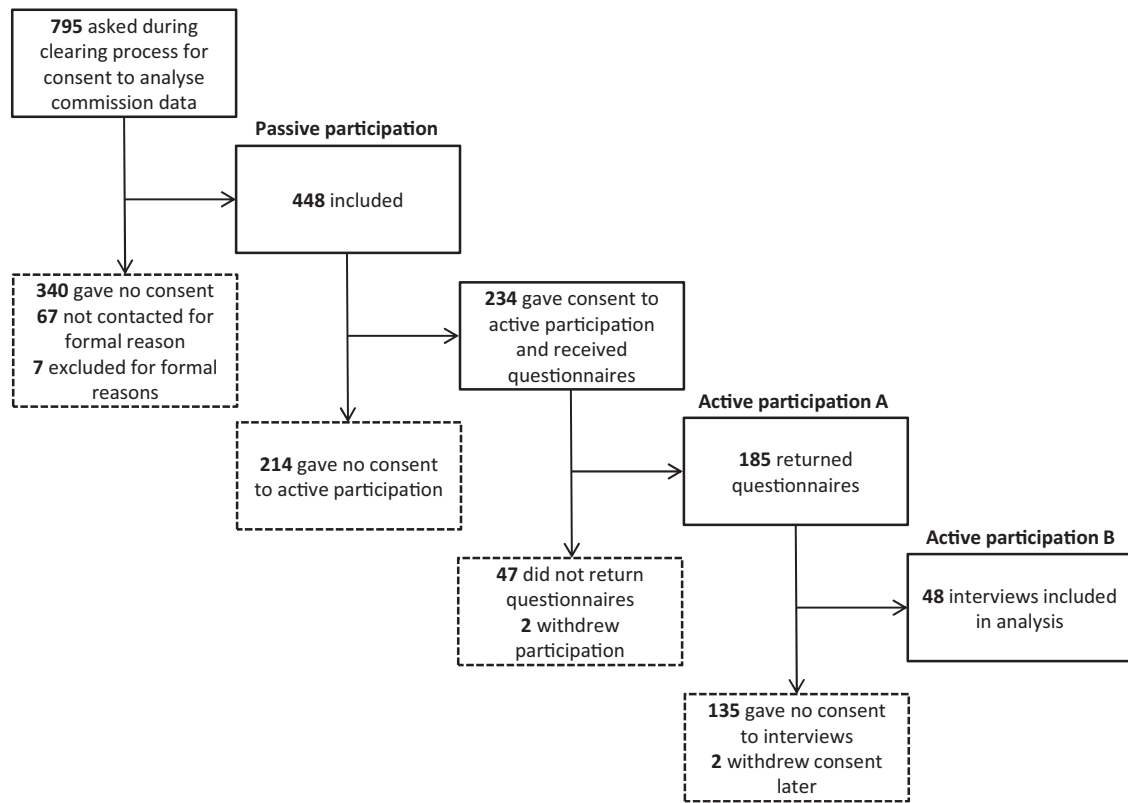 795 asked during
clearing process for
consent to analyse
commission data
Passive participation
448 included
340 gave no consent
67 not contacted for
formal reason
7 excluded for formal
reasons
234 gave consent to
active participation
and received
questionnaires
214 gave no consent
to active participation
Active participation A
185 returned
questionnaires
47 did not return
questionnaires
2 withdrew
participation
Active participation B
48 interviews included
in analysis
135 gave no consent
to interviews
2 withdrew consent
later